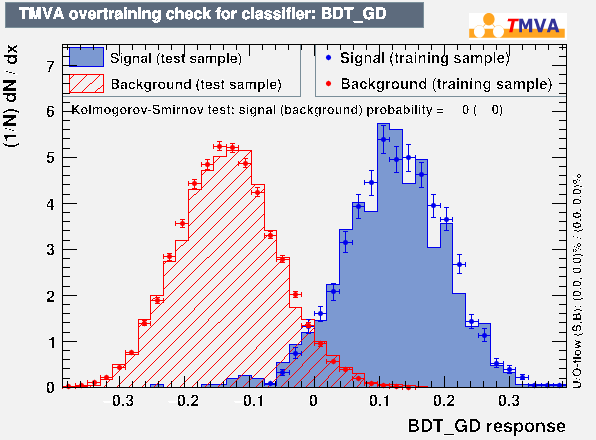 TMVA overtraining check for classifier: BDT_GD
TMVA
(1/N) dN / dx
Signal (test sample)
Background (test sample)
Signal (training sample)
Background (training sample)
Kolmogorov-Smirnov test: signal (background) probability = 0 ( 0)
7
6
5
4
3
2
1
0
-0.3 -0.2 -0.1 0 0.1 0.2 0.3
BDT_GD response
U/O-flow (S,B): (0.0, 0.0)% / (0.0, 0.0)%